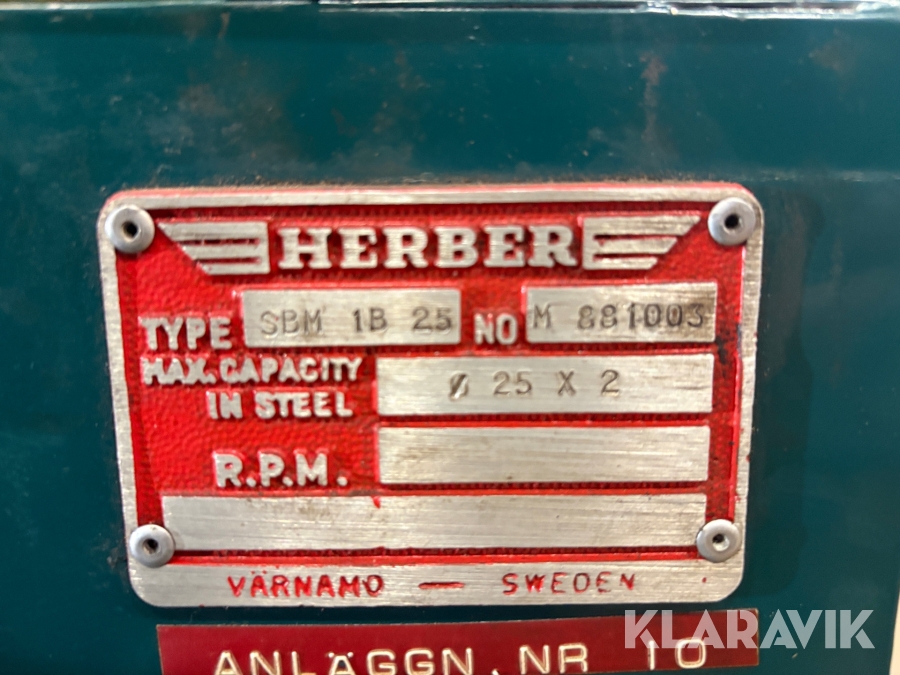 HERBER
TYPE SBM 1B 25 NO M 881003
MAX. CAPACITY
IN STEEL Ø 25 X 2
R.P.M.
VÄRNAMO — SWEDEN
KLARAVIK
ANLÄGGN. NR 10